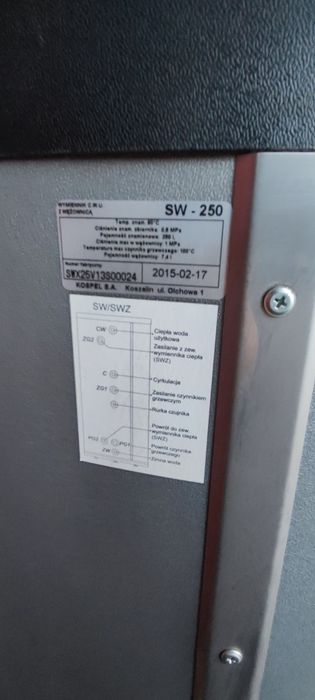 WYMIENNIK C.W.U.
Z WĘŻOWNICĄ
SW - 250
Temp. znam. 80°C
Ciśnienie znam. zbiornika 0,6 MPa
Pojemność znamionowa 250 L
Ciśnienie max w wężownicy 1 MPa
Temperatura max czynnika grzewczego 100°C
Pojemność wężownicy 7,4 l
Numer fabryczny
SWX25V13S00024
2015-02-17
KOSPEL S.A. Koszalin ul. Olchowa 1
SW/SWZ
CW
Ciepła woda
użytkowa
ZG2
Zasilanie z zew.
wymiennika ciepła
(SWZ)
C
Cyrkulacja
ZG1
Zasilanie czynnikiem
grzewczym
Rurka czujnika
Powrót do zew.
wymiennika ciepła
(SWZ)
PG2
PG1
Powrót czynnika
grzewczego
ZW
Zimna woda